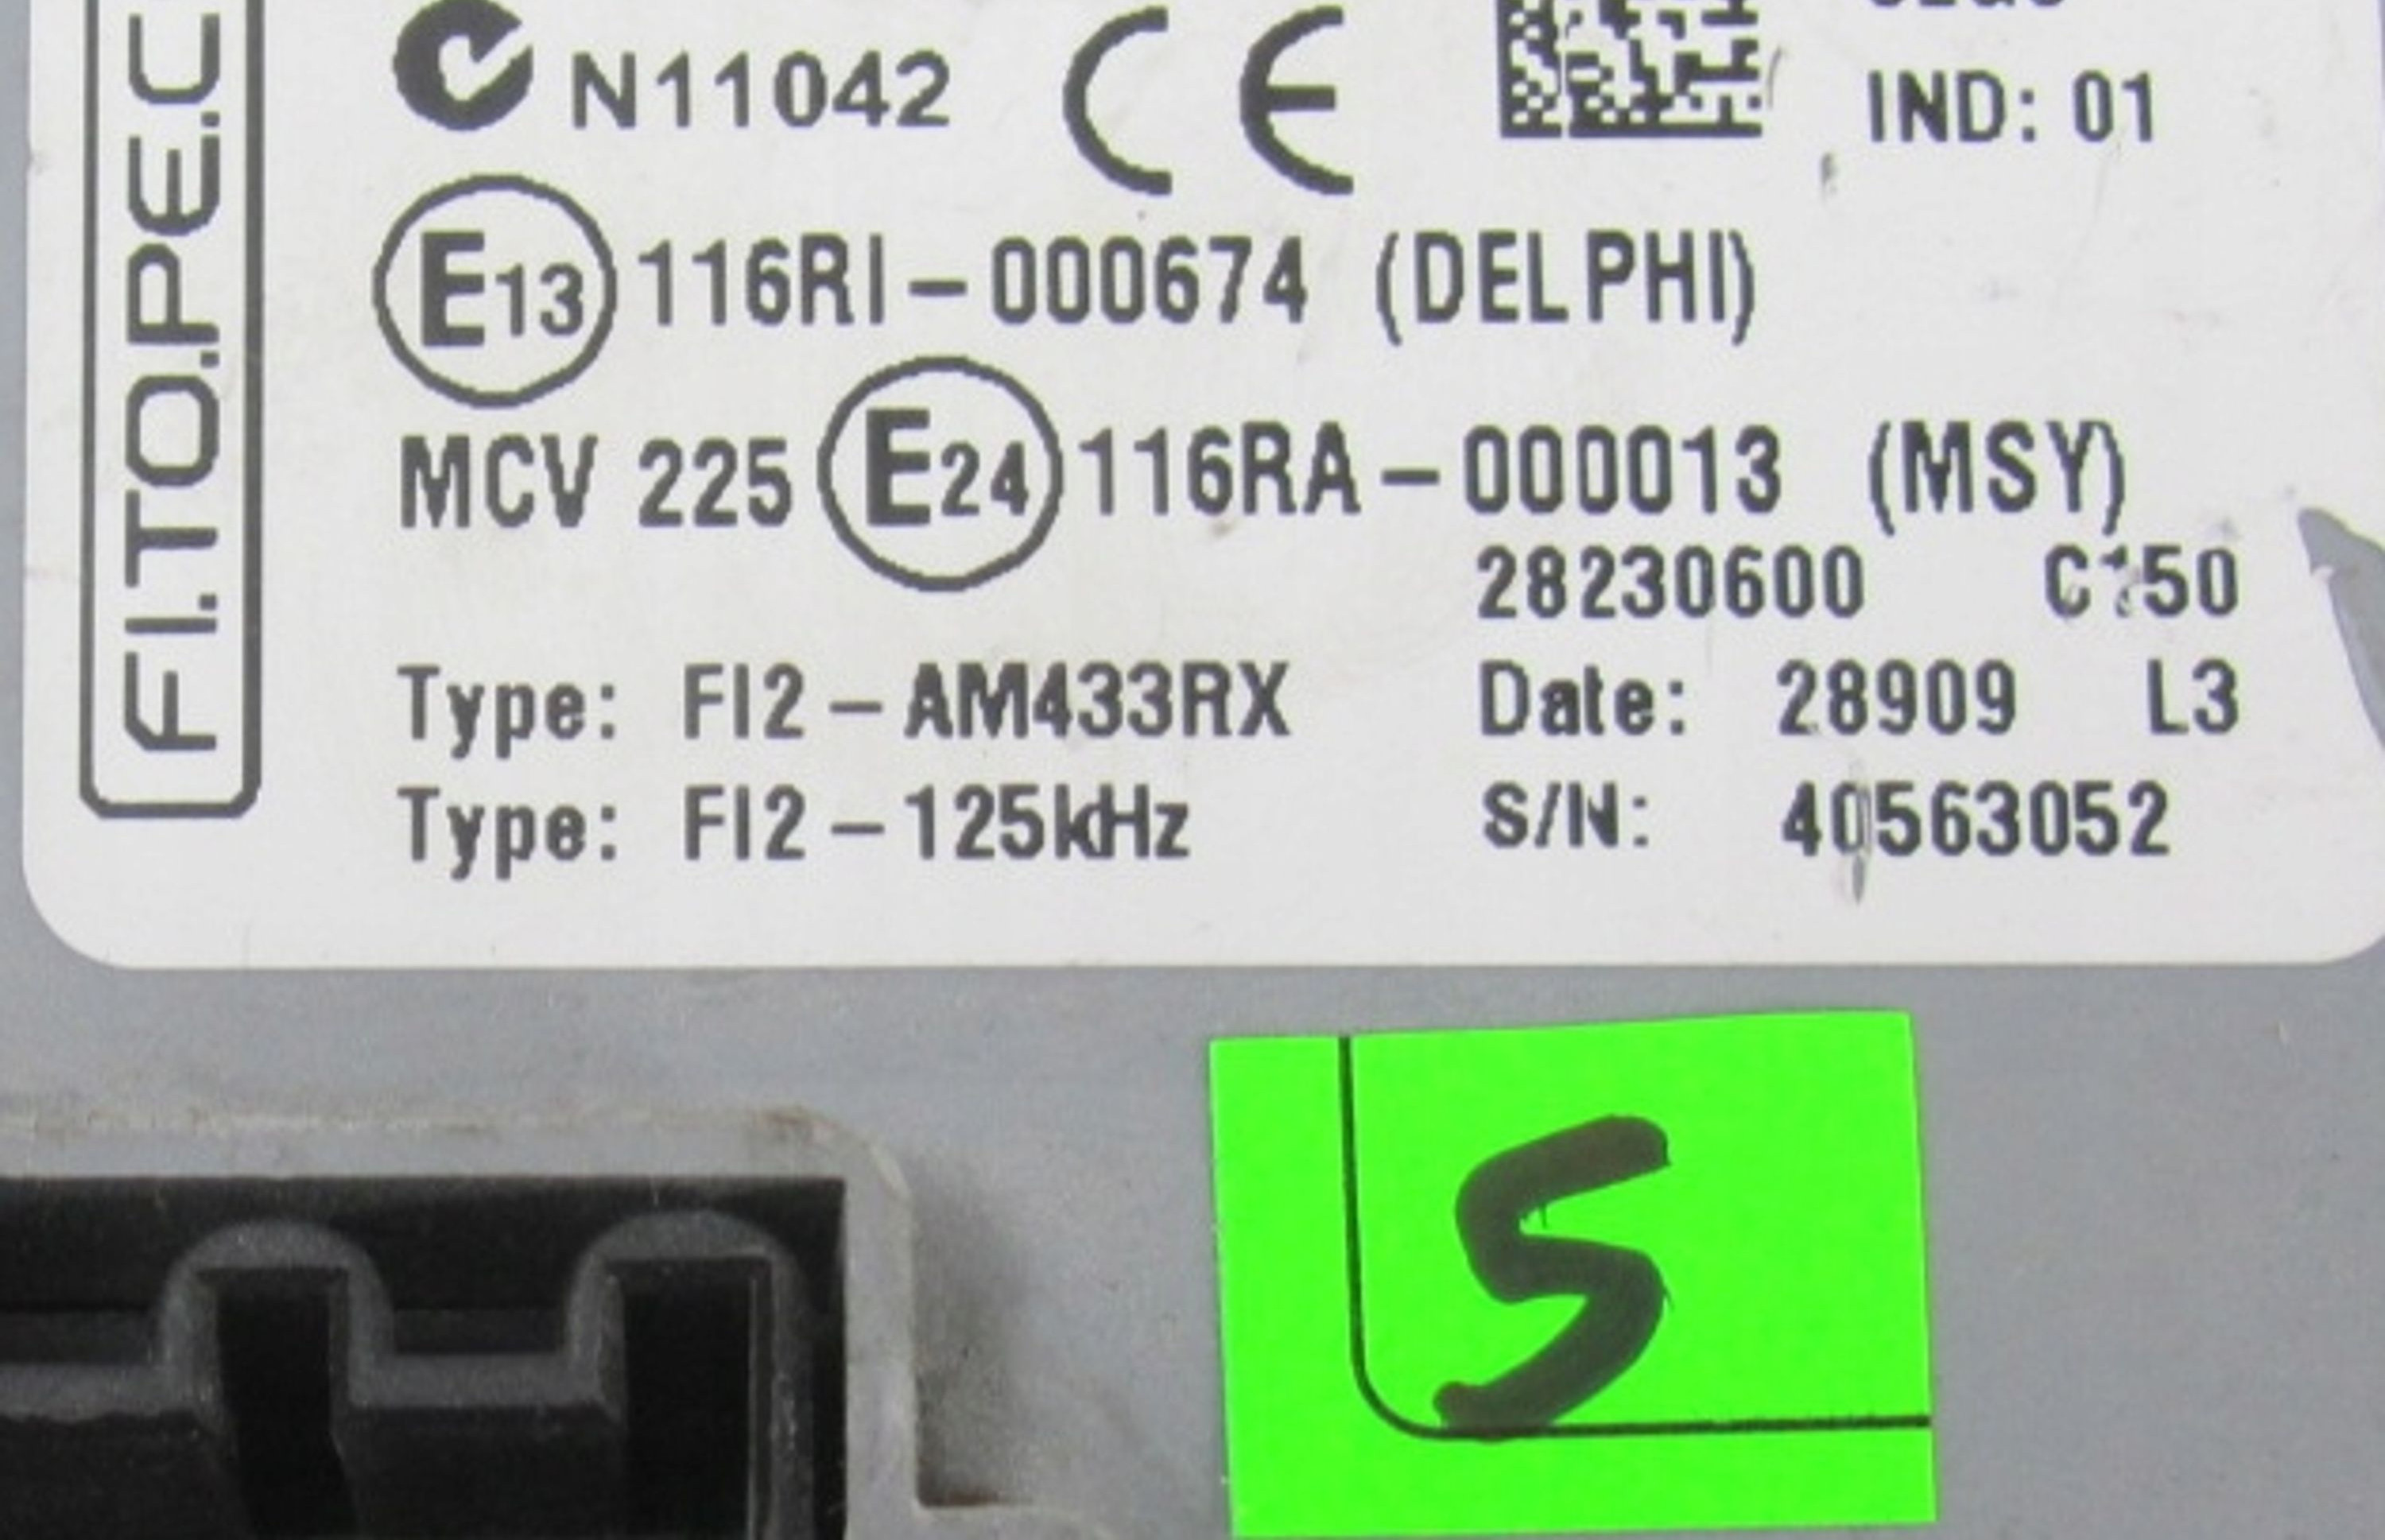 FI.TO.PE.C
N11042 CE
IND: 01
E13 116RI-000674 (DELPHI)
MCV 225 E24 116RA-000013 (MSY)
28230600
Type: FI2-AM433RX Date: 28909 L3
Type: FI2-125kHz S/N: 40563052
5